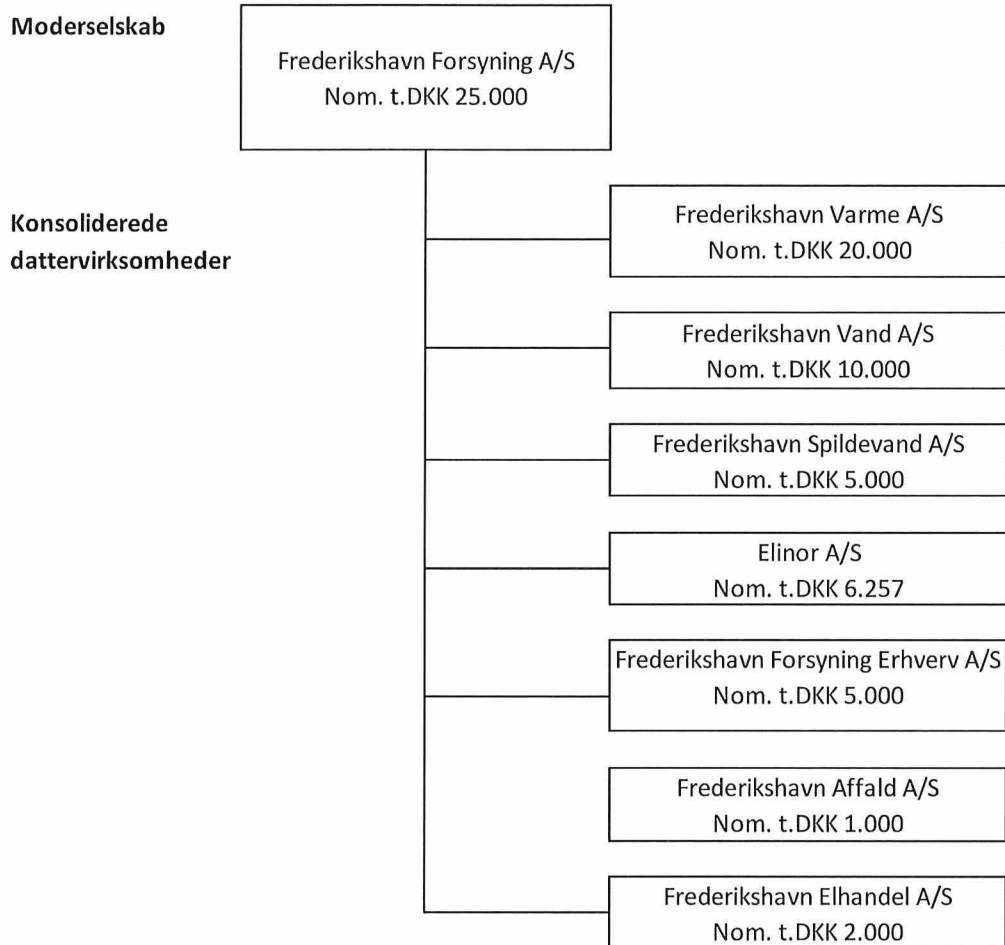 Moderselskab
Frederikshavn Forsyning A/S
Nom. t.DKK 25.000
Konsoliderede
dattervirksomheder
Frederikshavn Varme A/S
Nom. t.DKK 20.000
Frederikshavn Vand A/S
Nom. t.DKK 10.000
Frederikshavn Spildevand A/S
Nom. t.DKK 5.000
Elinor A/S
Nom. t.DKK 6.257
Frederikshavn Forsyning Erhverv A/S
Nom. t.DKK 5.000
Frederikshavn Affald A/S
Nom. t.DKK 1.000
Frederikshavn Elhandel A/S
Nom. t.DKK 2.000